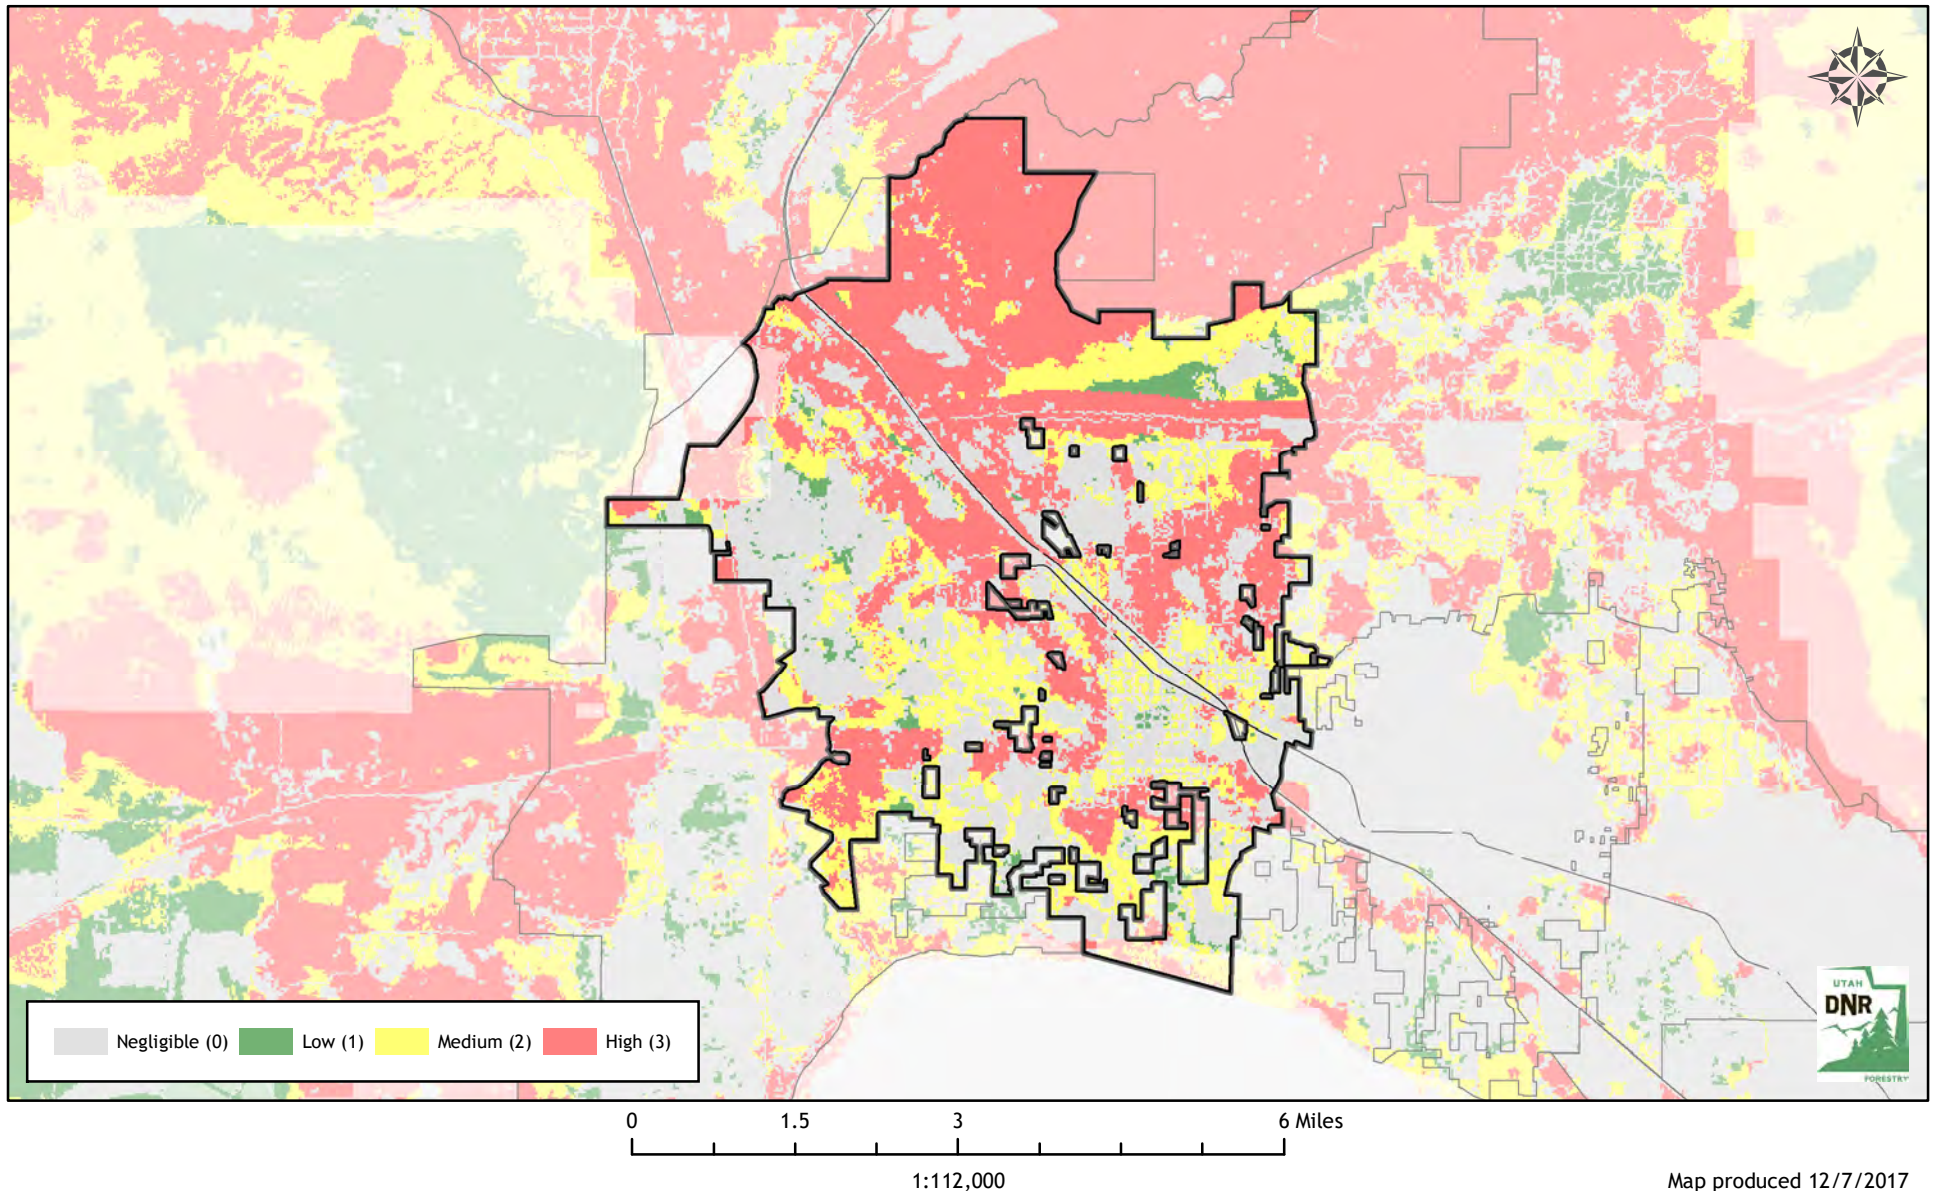 UTAH
DNR
FORESTRY
Negligible (0) Low (1) Medium (2) High (3)
0 1.5 3 6 Miles
1:112,000
Map produced 12/7/2017